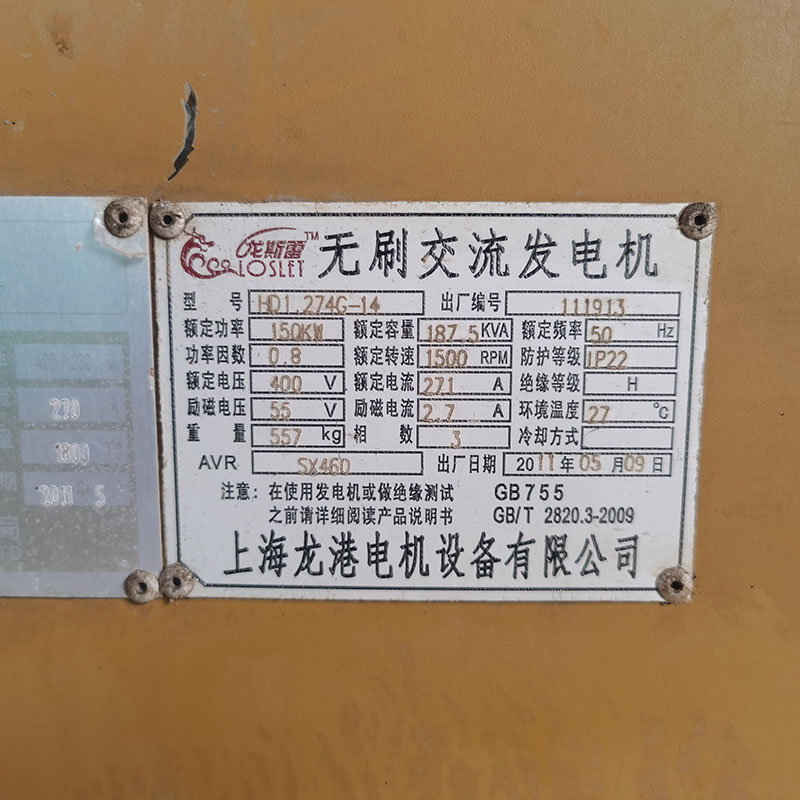 龙斯雷 TM
LOSLET
无刷交流发电机
型 号 HD1.274G-14 出厂编号 111913
额定功率 150KW 额定容量 187.5 KVA 额定频率 50 Hz
功率因数 0.8 额定转速 1500 RPM 防护等级 IP22
额定电压 400 V 额定电流 271 A 绝缘等级 H
励磁电压 55 V 励磁电流 2.7 A 环境温度 27 ℃
重 量 557 kg 相 数 3 冷却方式
AVR SX460 出厂日期 2011年05月09日
注意: 在使用发电机或做绝缘测试 GB755
之前请详细阅读产品说明书 GB/T 2820.3-2009
上海龙港电机设备有限公司
400/230
270 A
2011 5